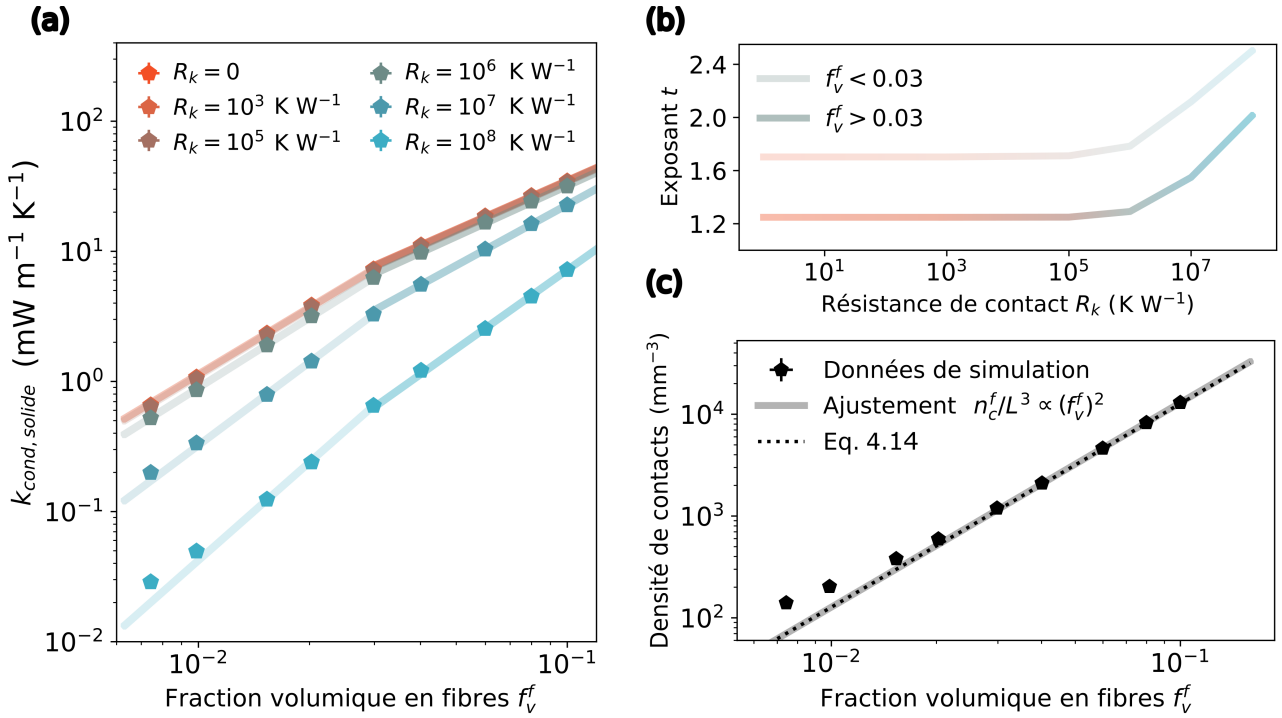 (a)
R_k = 0
R_k = 10^3 K W^−1
R_k = 10^5 K W^−1
R_k = 10^6 K W^−1
R_k = 10^7 K W^−1
R_k = 10^8 K W^−1
k_cond, solide (mW m^−1 K^−1)
10^2
10^1
10^0
10^−1
10^−2
10^−2
10^−1
Fraction volumique en fibres f_v^f
(b)
Exposant t
2.4
2.0
1.6
1.2
f_v^f < 0.03
f_v^f > 0.03
10^1
10^3
10^5
10^7
Résistance de contact R_k (K W^−1)
(c)
Densité de contacts (mm^−3)
10^4
10^3
10^2
Données de simulation
Ajustement n_c^f/L^3 ∝ (f_v^f)^2
Eq. 4.14
10^−2
10^−1
Fraction volumique en fibres f_v^f